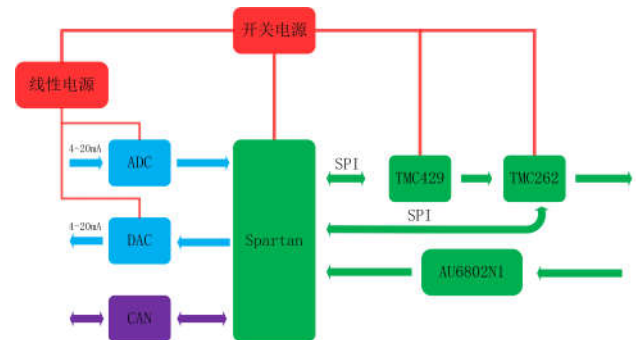 开关电源
线性电源
4-20mA
ADC
SPI
TMC429
TMC262
SPI
4-20mA
DAC
Spartan
AU6802N1
CAN